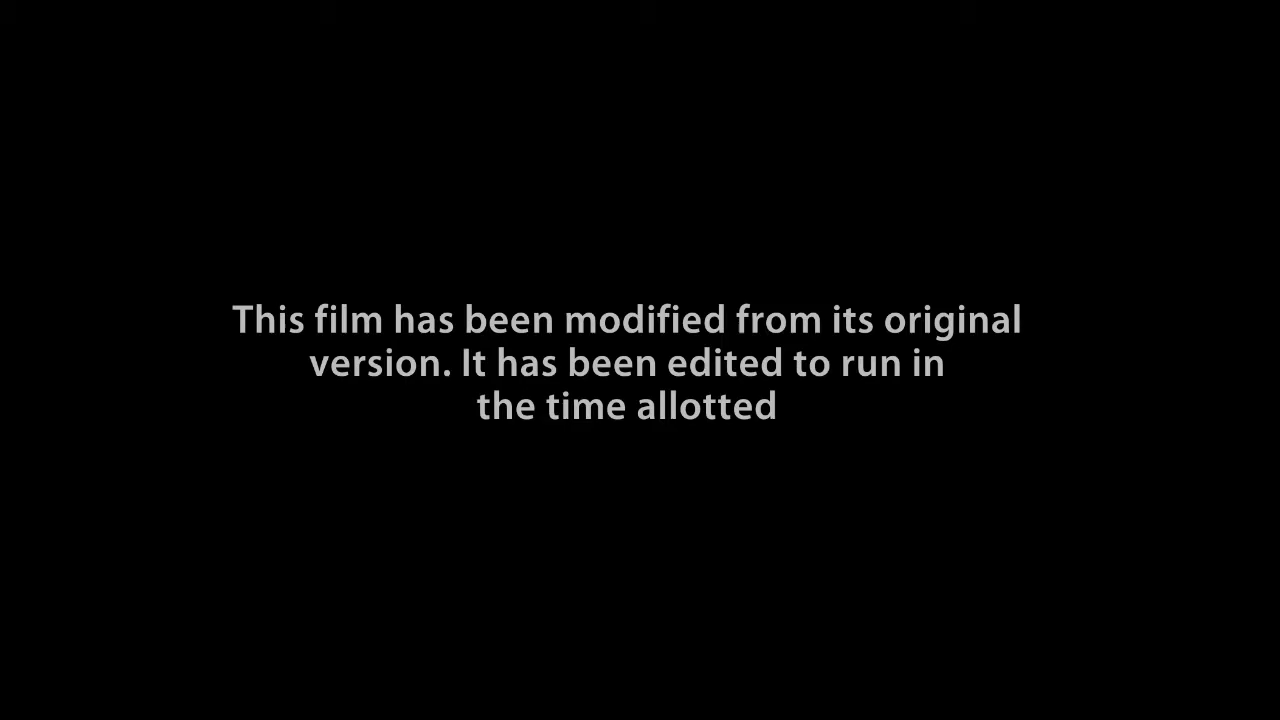 This film has been modified from its original
version. It has been edited to run in
the time allotted